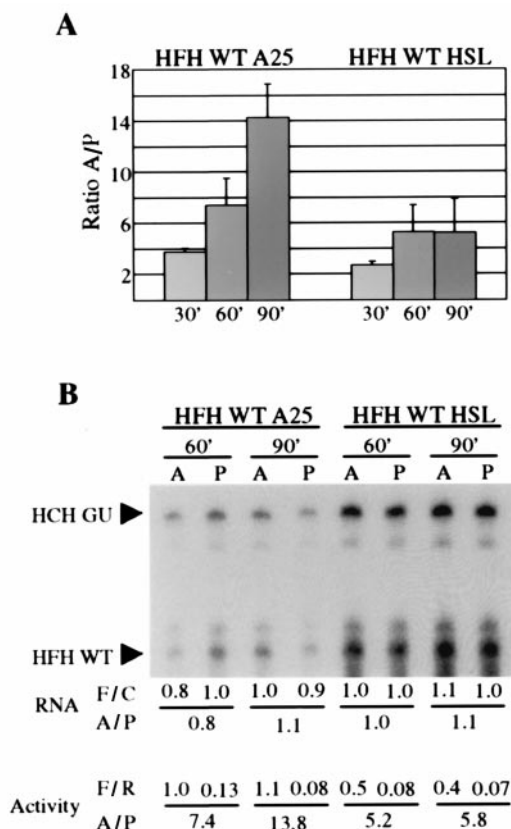 A
HFH WT A25 HFH WT HSL
Ratio A/P
18
14
10
6
2
30' 60' 90' 30' 60' 90'
B
HFH WT A25 HFH WT HSL
60' 90' 60' 90'
A P A P A P A P
HCH GU
HFH WT
RNA
F/C 0.8 1.0 1.0 0.9 1.0 1.0 1.1 1.0
A/P 0.8 1.1 1.0 1.1
Activity
F/R 1.0 0.13 1.1 0.08 0.5 0.08 0.4 0.07
A/P 7.4 13.8 5.2 5.8